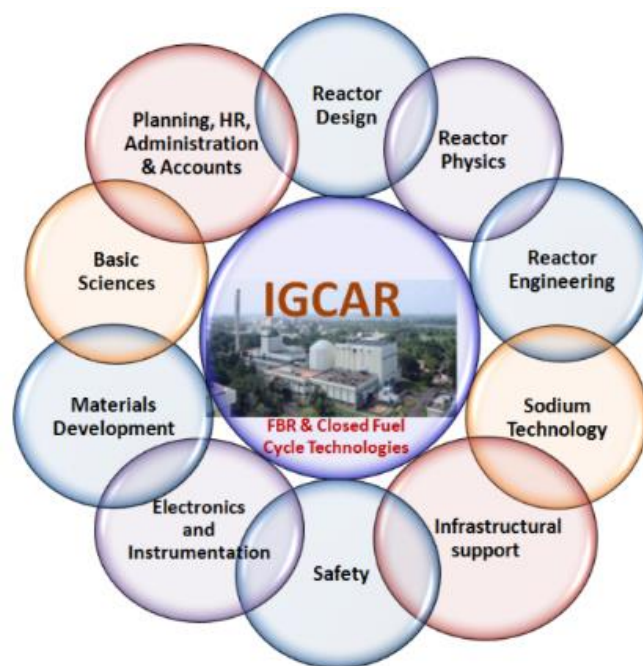 Reactor
Design
Reactor
Physics
Reactor
Engineering
Sodium
Technology
Infrastructural
support
Safety
Electronics
and
Instrumentation
Materials
Development
Basic
Sciences
Planning, HR,
Administration
& Accounts
IGCAR
FBR & Closed Fuel
Cycle Technologies